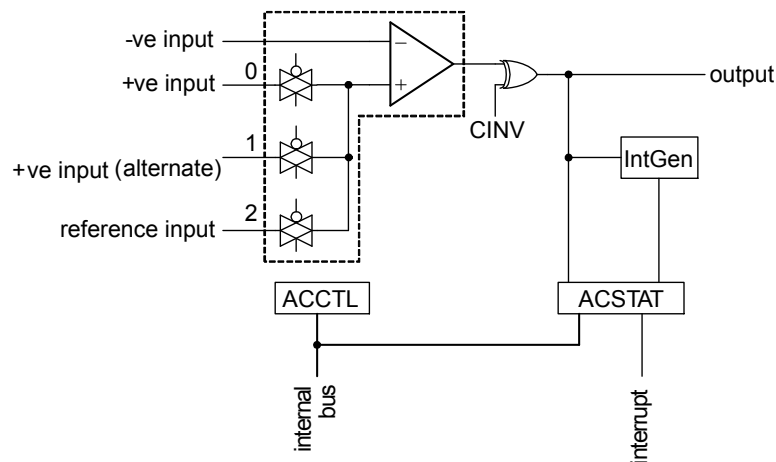 -ve input
+ve input
0
+ve input (alternate)
1
reference input
2
−
+
CINV
output
IntGen
ACCTL
ACSTAT
internal
bus
interrupt